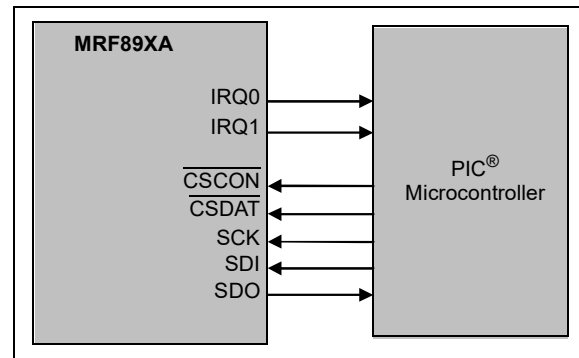 MRF89XA
IRQ0
IRQ1
CSCON
CSDAT
SCK
SDI
SDO
PIC®
Microcontroller